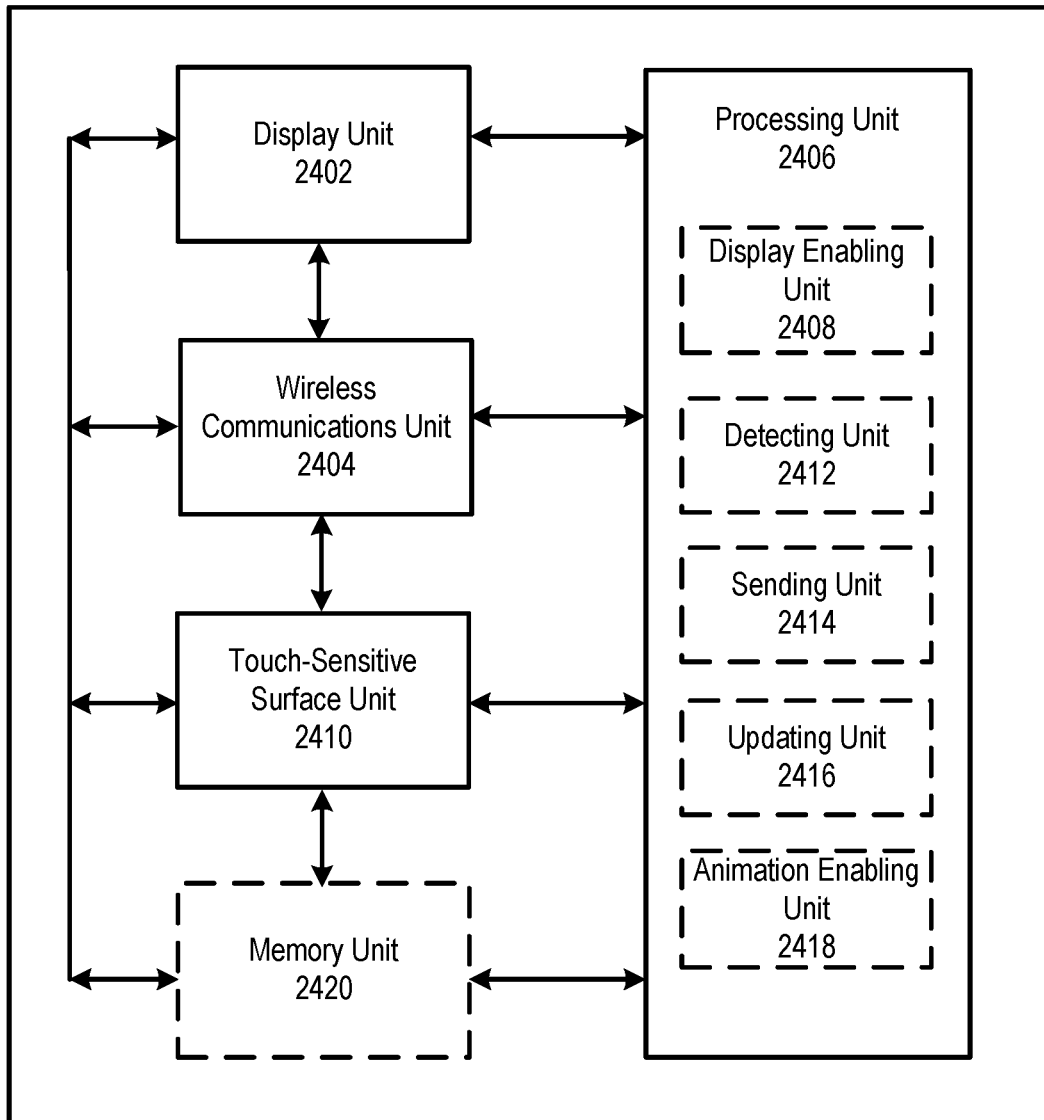 Display Unit
2402
Wireless
Communications Unit
2404
Touch-Sensitive
Surface Unit
2410
Memory Unit
2420
Processing Unit
2406
Display Enabling
Unit
2408
Detecting Unit
2412
Sending Unit
2414
Updating Unit
2416
Animation Enabling
Unit
2418